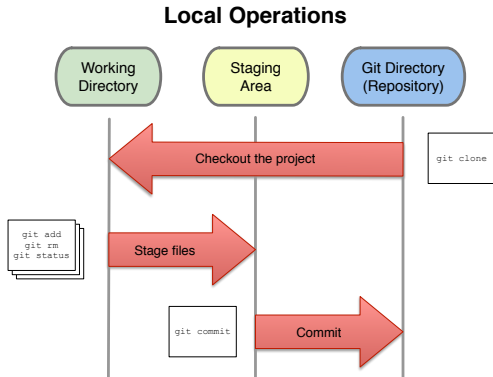 Local Operations
Working
Directory
Staging
Area
Git Directory
(Repository)
Checkout the project
git clone
git add
git rm
git status
Stage files
git commit
Commit